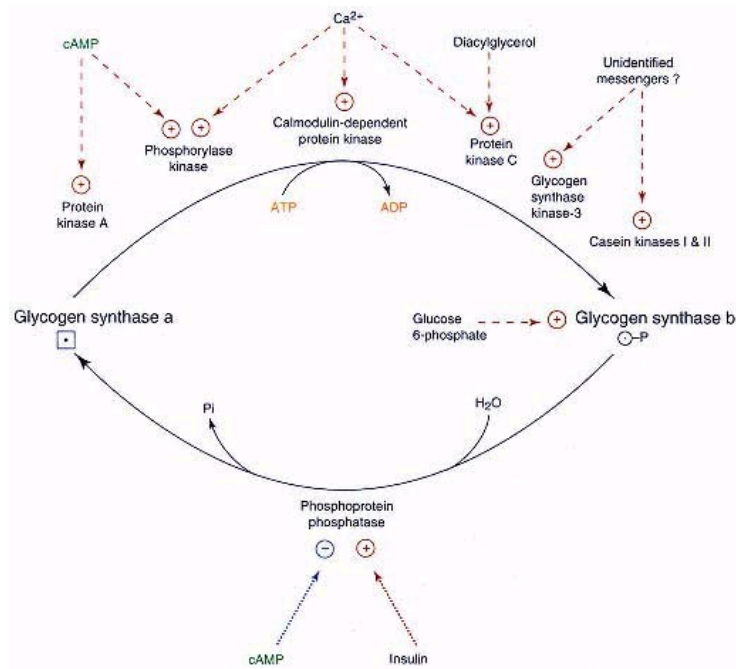 Ca2+
cAMP
Diacylglycerol
Unidentified
messengers ?
+
+
+
Calmodulin-dependent
protein kinase
+
Phosphorylase
kinase
Protein
kinase C
+
Glycogen
synthase
kinase-3
+
Protein
kinase A
ATP
ADP
+
Casein kinases I & II
Glycogen synthase a
Glucose
6-phosphate
+
Glycogen synthase b
P
Pi
H2O
Phosphoprotein
phosphatase
− +
cAMP
Insulin